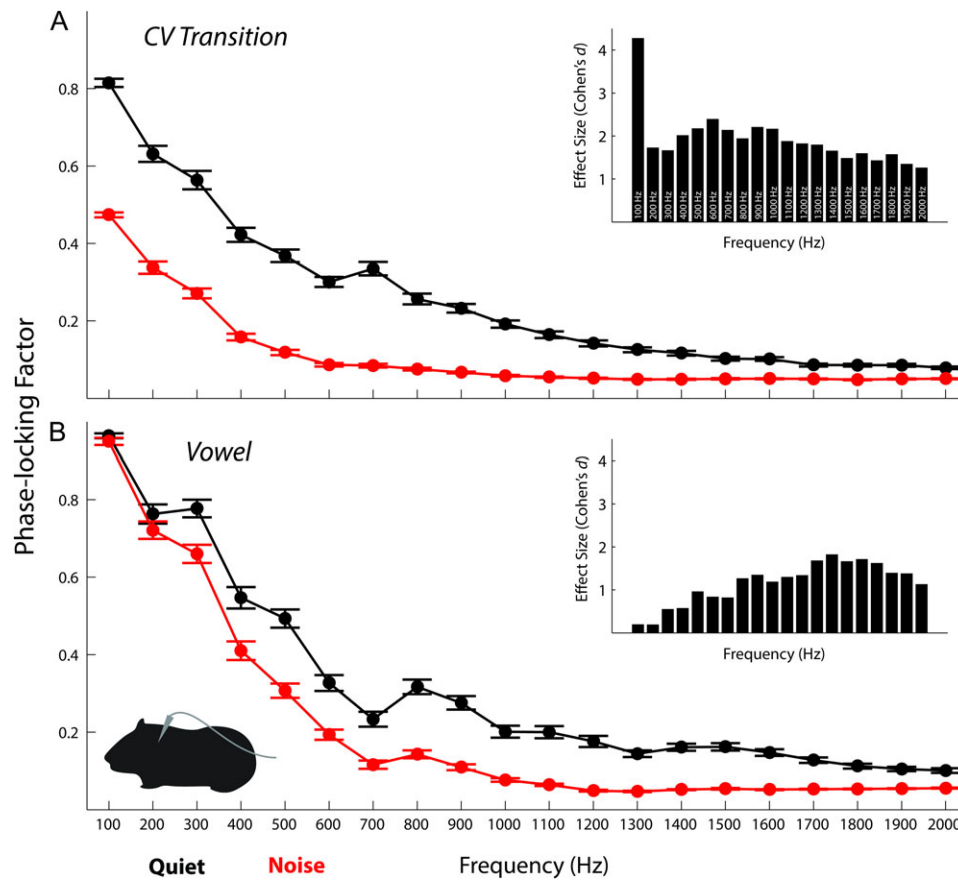 A
CV Transition
0.8
0.6
0.4
0.2
4
3
2
1
Effect Size (Cohen's d)
100 Hz
200 Hz
300 Hz
400 Hz
500 Hz
600 Hz
700 Hz
800 Hz
900 Hz
1000 Hz
1100 Hz
1200 Hz
1300 Hz
1400 Hz
1500 Hz
1600 Hz
1700 Hz
1800 Hz
1900 Hz
2000 Hz
Frequency (Hz)
Phase-locking Factor
B
Vowel
0.8
0.6
0.4
0.2
4
3
2
1
Effect Size (Cohen's d)
Frequency (Hz)
100 200 300 400 500 600 700 800 900 1000 1100 1200 1300 1400 1500 1600 1700 1800 1900 2000
Quiet Noise Frequency (Hz)